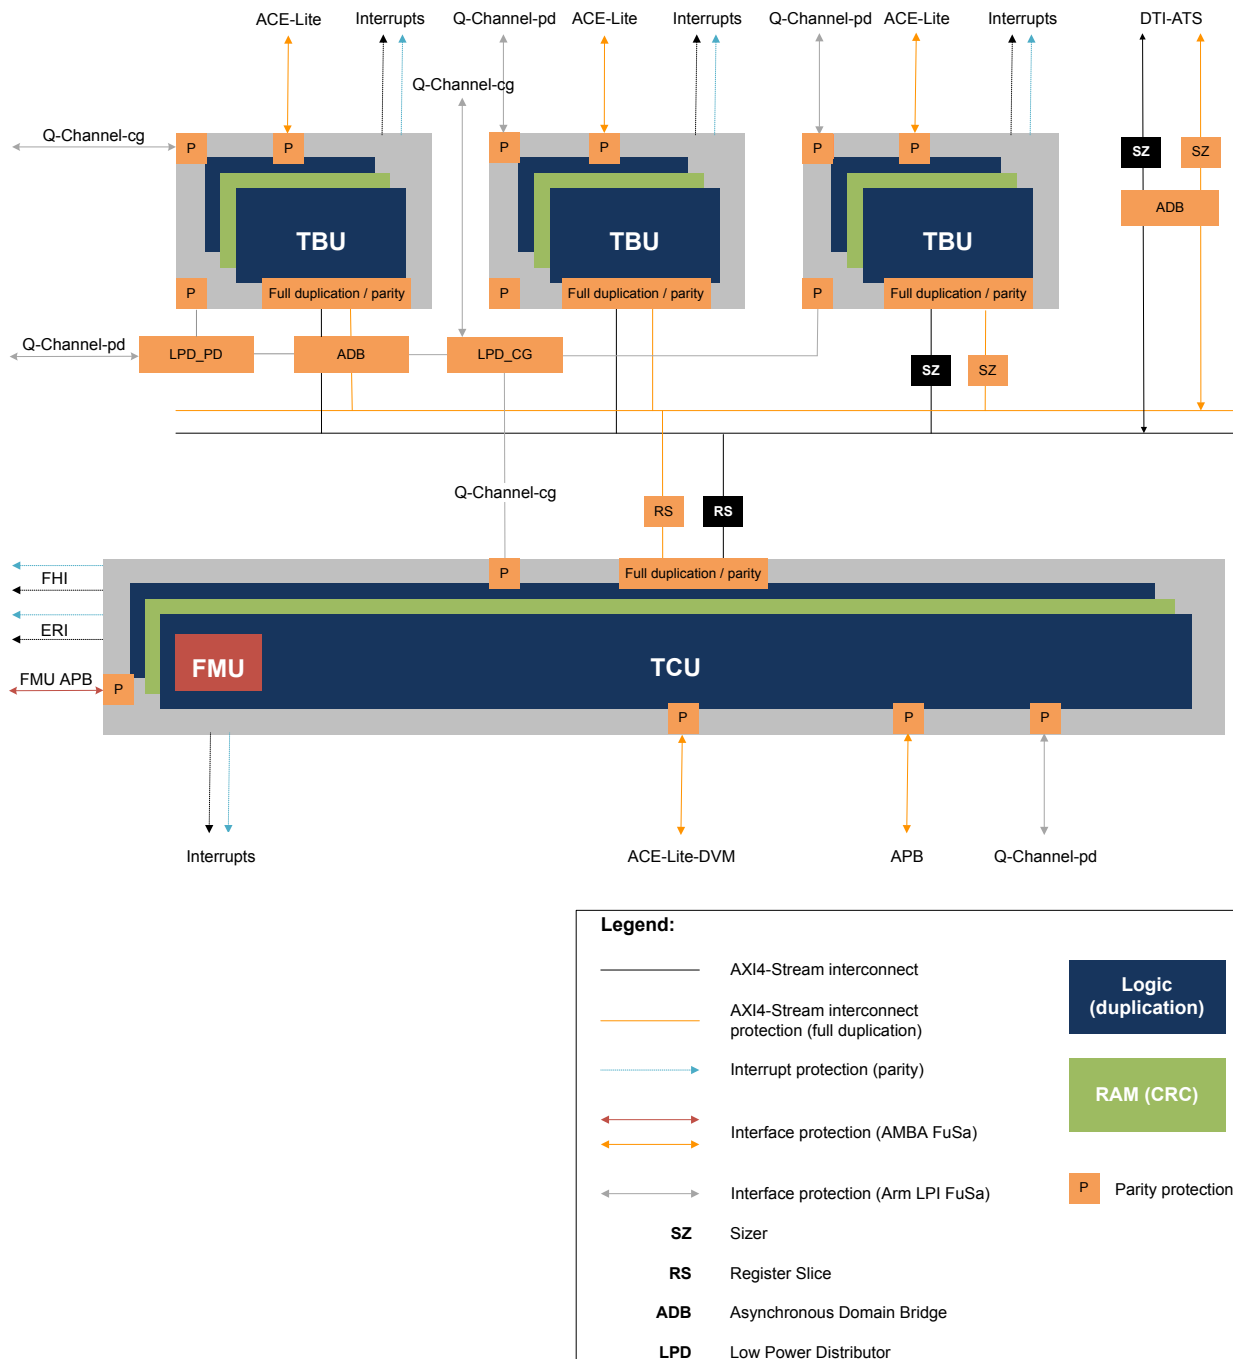 ACE-Lite
Interrupts
Q-Channel-pd
ACE-Lite
Interrupts
Q-Channel-pd
ACE-Lite
Interrupts
DTI-ATS
Q-Channel-cg
Q-Channel-cg
P
P
P
P
P
P
SZ
SZ
ADB
TBU
TBU
TBU
P
Full duplication / parity
P
Full duplication / parity
P
Full duplication / parity
Q-Channel-pd
LPD_PD
ADB
LPD_CG
SZ
SZ
Q-Channel-cg
RS
RS
P
Full duplication / parity
FHI
ERI
FMU APB
P
FMU
TCU
P
P
P
Interrupts
ACE-Lite-DVM
APB
Q-Channel-pd
Legend:
AXI4-Stream interconnect
AXI4-Stream interconnect
protection (full duplication)
Interrupt protection (parity)
Interface protection (AMBA FuSa)
Interface protection (Arm LPI FuSa)
SZ Sizer
RS Register Slice
ADB Asynchronous Domain Bridge
LPD Low Power Distributor
Logic
(duplication)
RAM (CRC)
P Parity protection